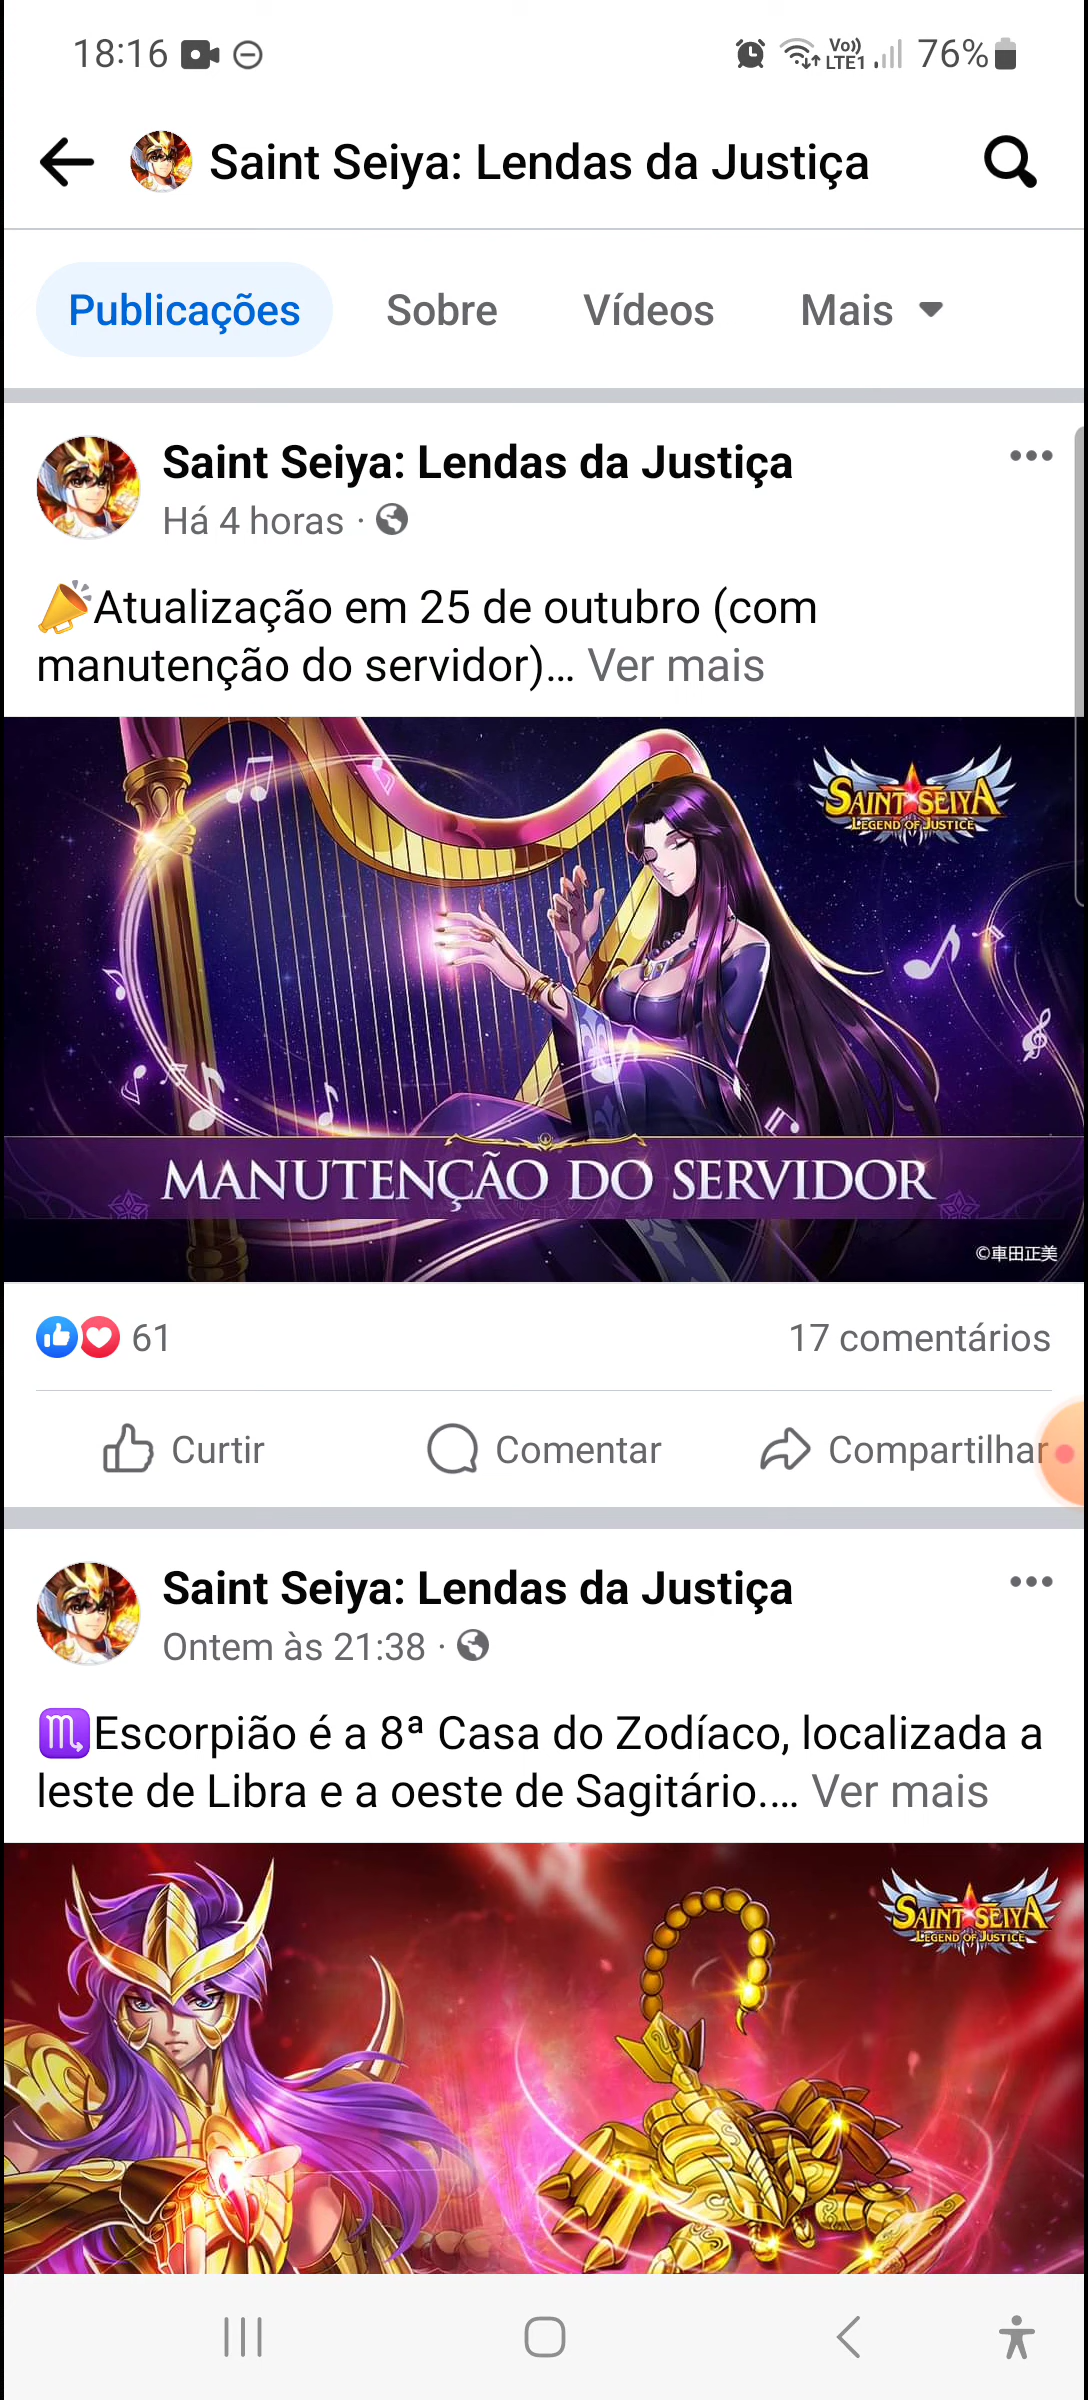 18:16
Vo))
LTE1
76%
Saint Seiya: Lendas da Justiça
Publicações
Sobre
Vídeos
Mais
Saint Seiya: Lendas da Justiça
Há 4 horas ·
Atualização em 25 de outubro (com
manutenção do servidor)... Ver mais
SAINT SEIYA
LEGEND OF JUSTICE
MANUTENÇÃO DO SERVIDOR
©車田正美
61
17 comentários
Curtir
Comentar
Compartilhar
Saint Seiya: Lendas da Justiça
Ontem às 21:38 ·
♏Escorpião é a 8ª Casa do Zodíaco, localizada a
leste de Libra e a oeste de Sagitário.... Ver mais
SAINT SEIYA
LEGEND OF JUSTICE